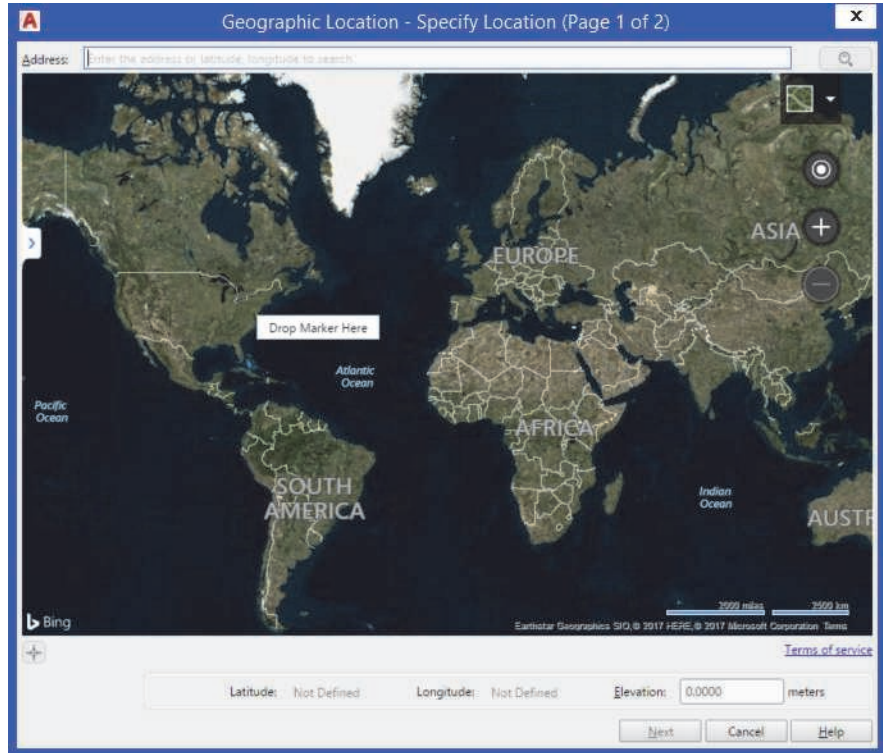 Geographic Location - Specify Location (Page 1 of 2)
X
Address: Enter the address or latitude, longitude to search.
ASIA
EUROPE
Drop Marker Here
Atlantic
Ocean
Pacific
Ocean
AFRICA
SOUTH
AMERICA
Indian
Ocean
AUSTR
2000 miles 2500 km
Bing
Earthstar Geographics SIO, © 2017 HERE, © 2017 Microsoft Corporation Terms
Terms of service
Latitude: Not Defined Longitude: Not Defined Elevation: 0.0000 meters
Next Cancel Help